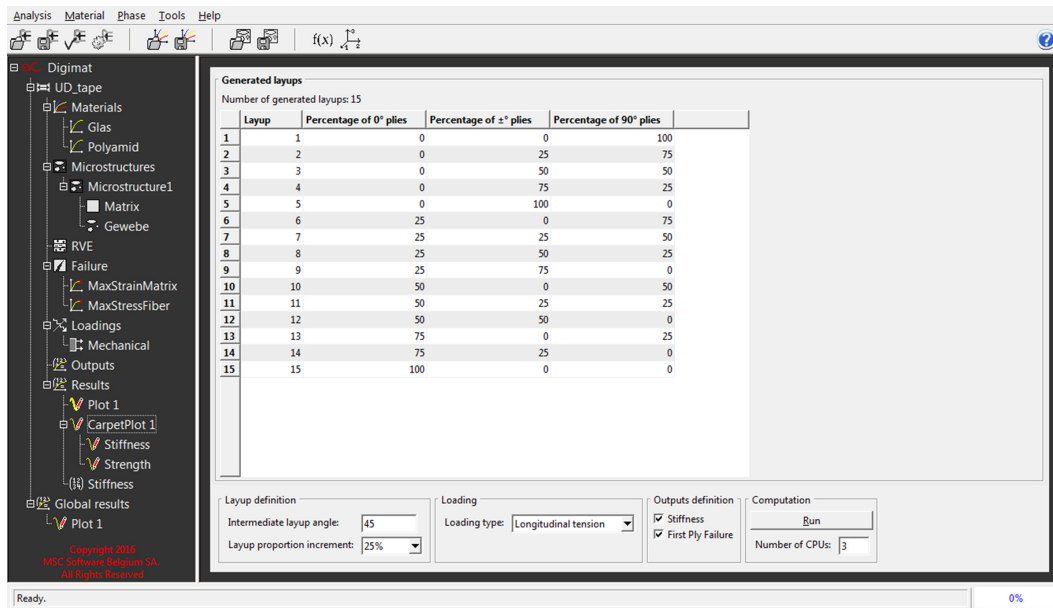 Analysis Material Phase Tools Help
f(x)
Digimat
UD_tape
Materials
Glas
Polyamid
Microstructures
Microstructure1
Matrix
Gewebe
RVE
Failure
MaxStrainMatrix
MaxStressFiber
Loadings
Mechanical
Outputs
Results
Plot 1
CarpetPlot 1
Stiffness
Strength
Stiffness
Global results
Plot 1
Copyright 2016
MSC Software Belgium SA.
All Rights Reserved
Generated layups
Number of generated layups: 15
Layup Percentage of 0° plies Percentage of ±° plies Percentage of 90° plies
1 1 0 0 100
2 2 0 25 75
3 3 0 50 50
4 4 0 75 25
5 5 0 100 0
6 6 25 0 75
7 7 25 25 50
8 8 25 50 25
9 9 25 75 0
10 10 50 0 50
11 11 50 25 25
12 12 50 50 0
13 13 75 0 25
14 14 75 25 0
15 15 100 0 0
Layup definition
Intermediate layup angle: 45
Layup proportion increment: 25%
Loading
Loading type: Longitudinal tension
Outputs definition
Stiffness
First Ply Failure
Computation
Run
Number of CPUs: 3
Ready. 0%